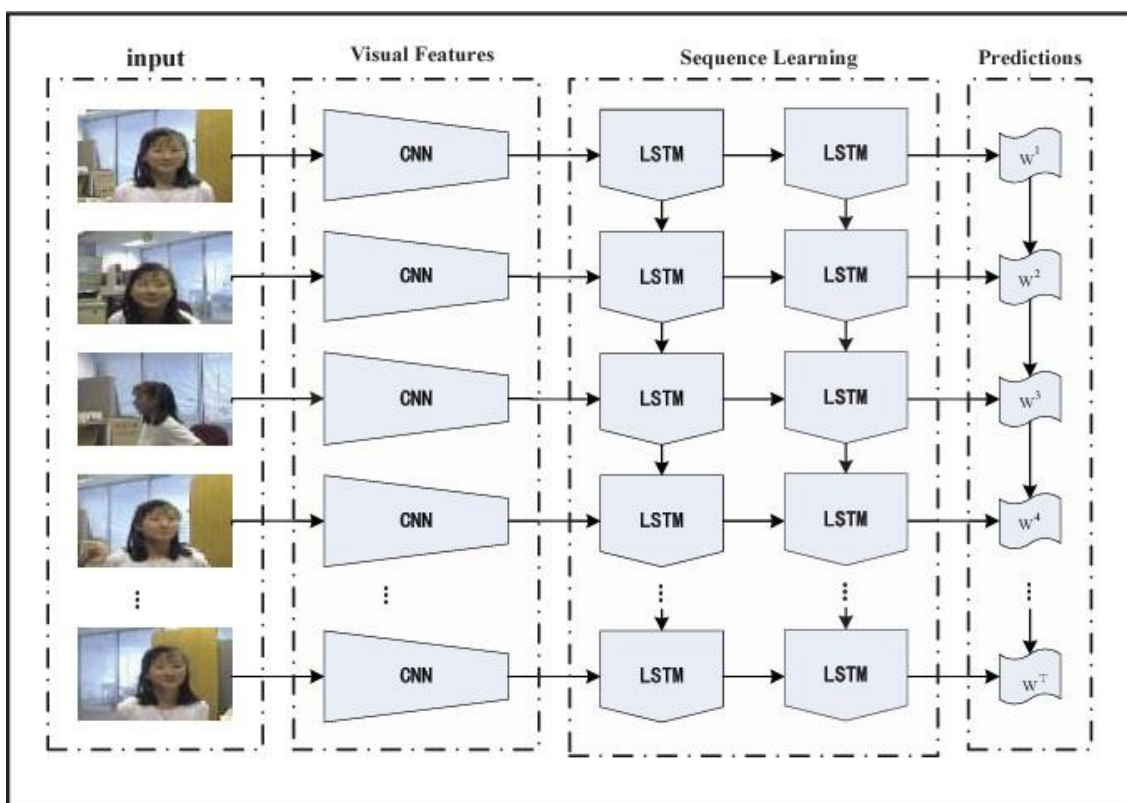 input Visual Features Sequence Learning Predictions
CNN LSTM LSTM W¹
CNN LSTM LSTM W²
CNN LSTM LSTM W³
CNN LSTM LSTM W⁴
⋮ ⋮ ⋮ ⋮ ⋮
CNN LSTM LSTM Wᵀ